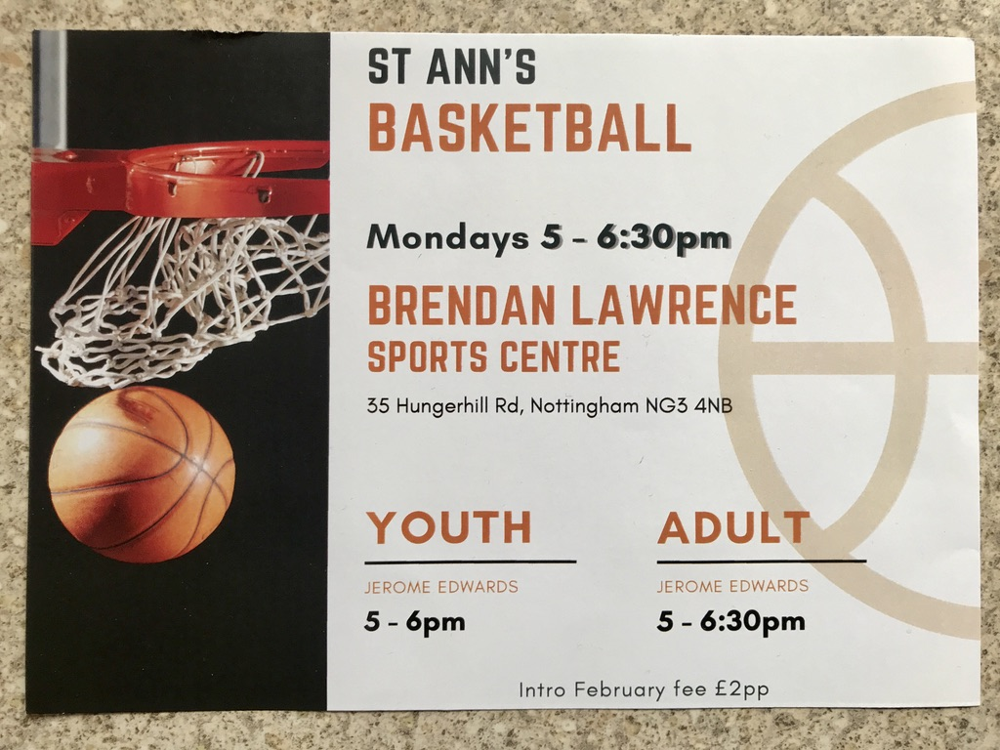 ST ANN'S
BASKETBALL
Mondays 5 - 6:30pm
BRENDAN LAWRENCE
SPORTS CENTRE
35 Hungerhill Rd, Nottingham NG3 4NB
YOUTH
JEROME EDWARDS
5 - 6pm
ADULT
JEROME EDWARDS
5 - 6:30pm
Intro February fee £2pp